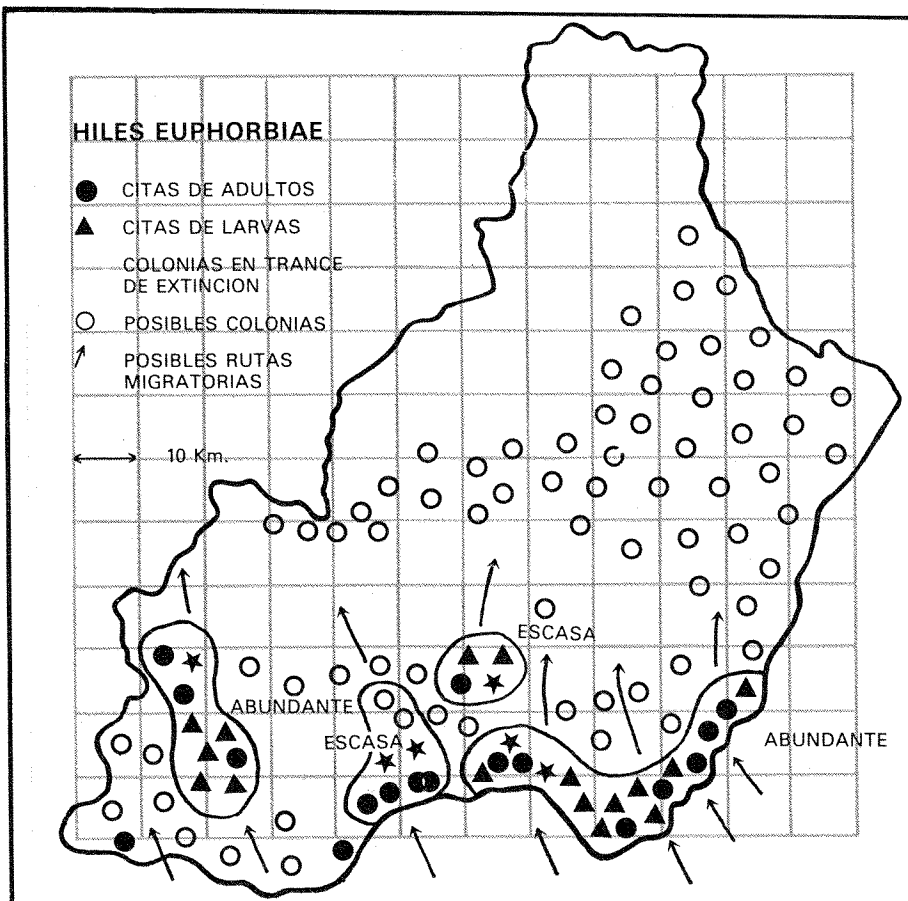 HILES EUPHORBIAE
CITAS DE ADULTOS
CITAS DE LARVAS
COLONIAS EN TRANCE
DE EXTINCION
POSIBLES COLONIAS
POSIBLES RUTAS
MIGRATORIAS
10 Km.
ESCASA
ABUNDANTE
ESCASA
ABUNDANTE